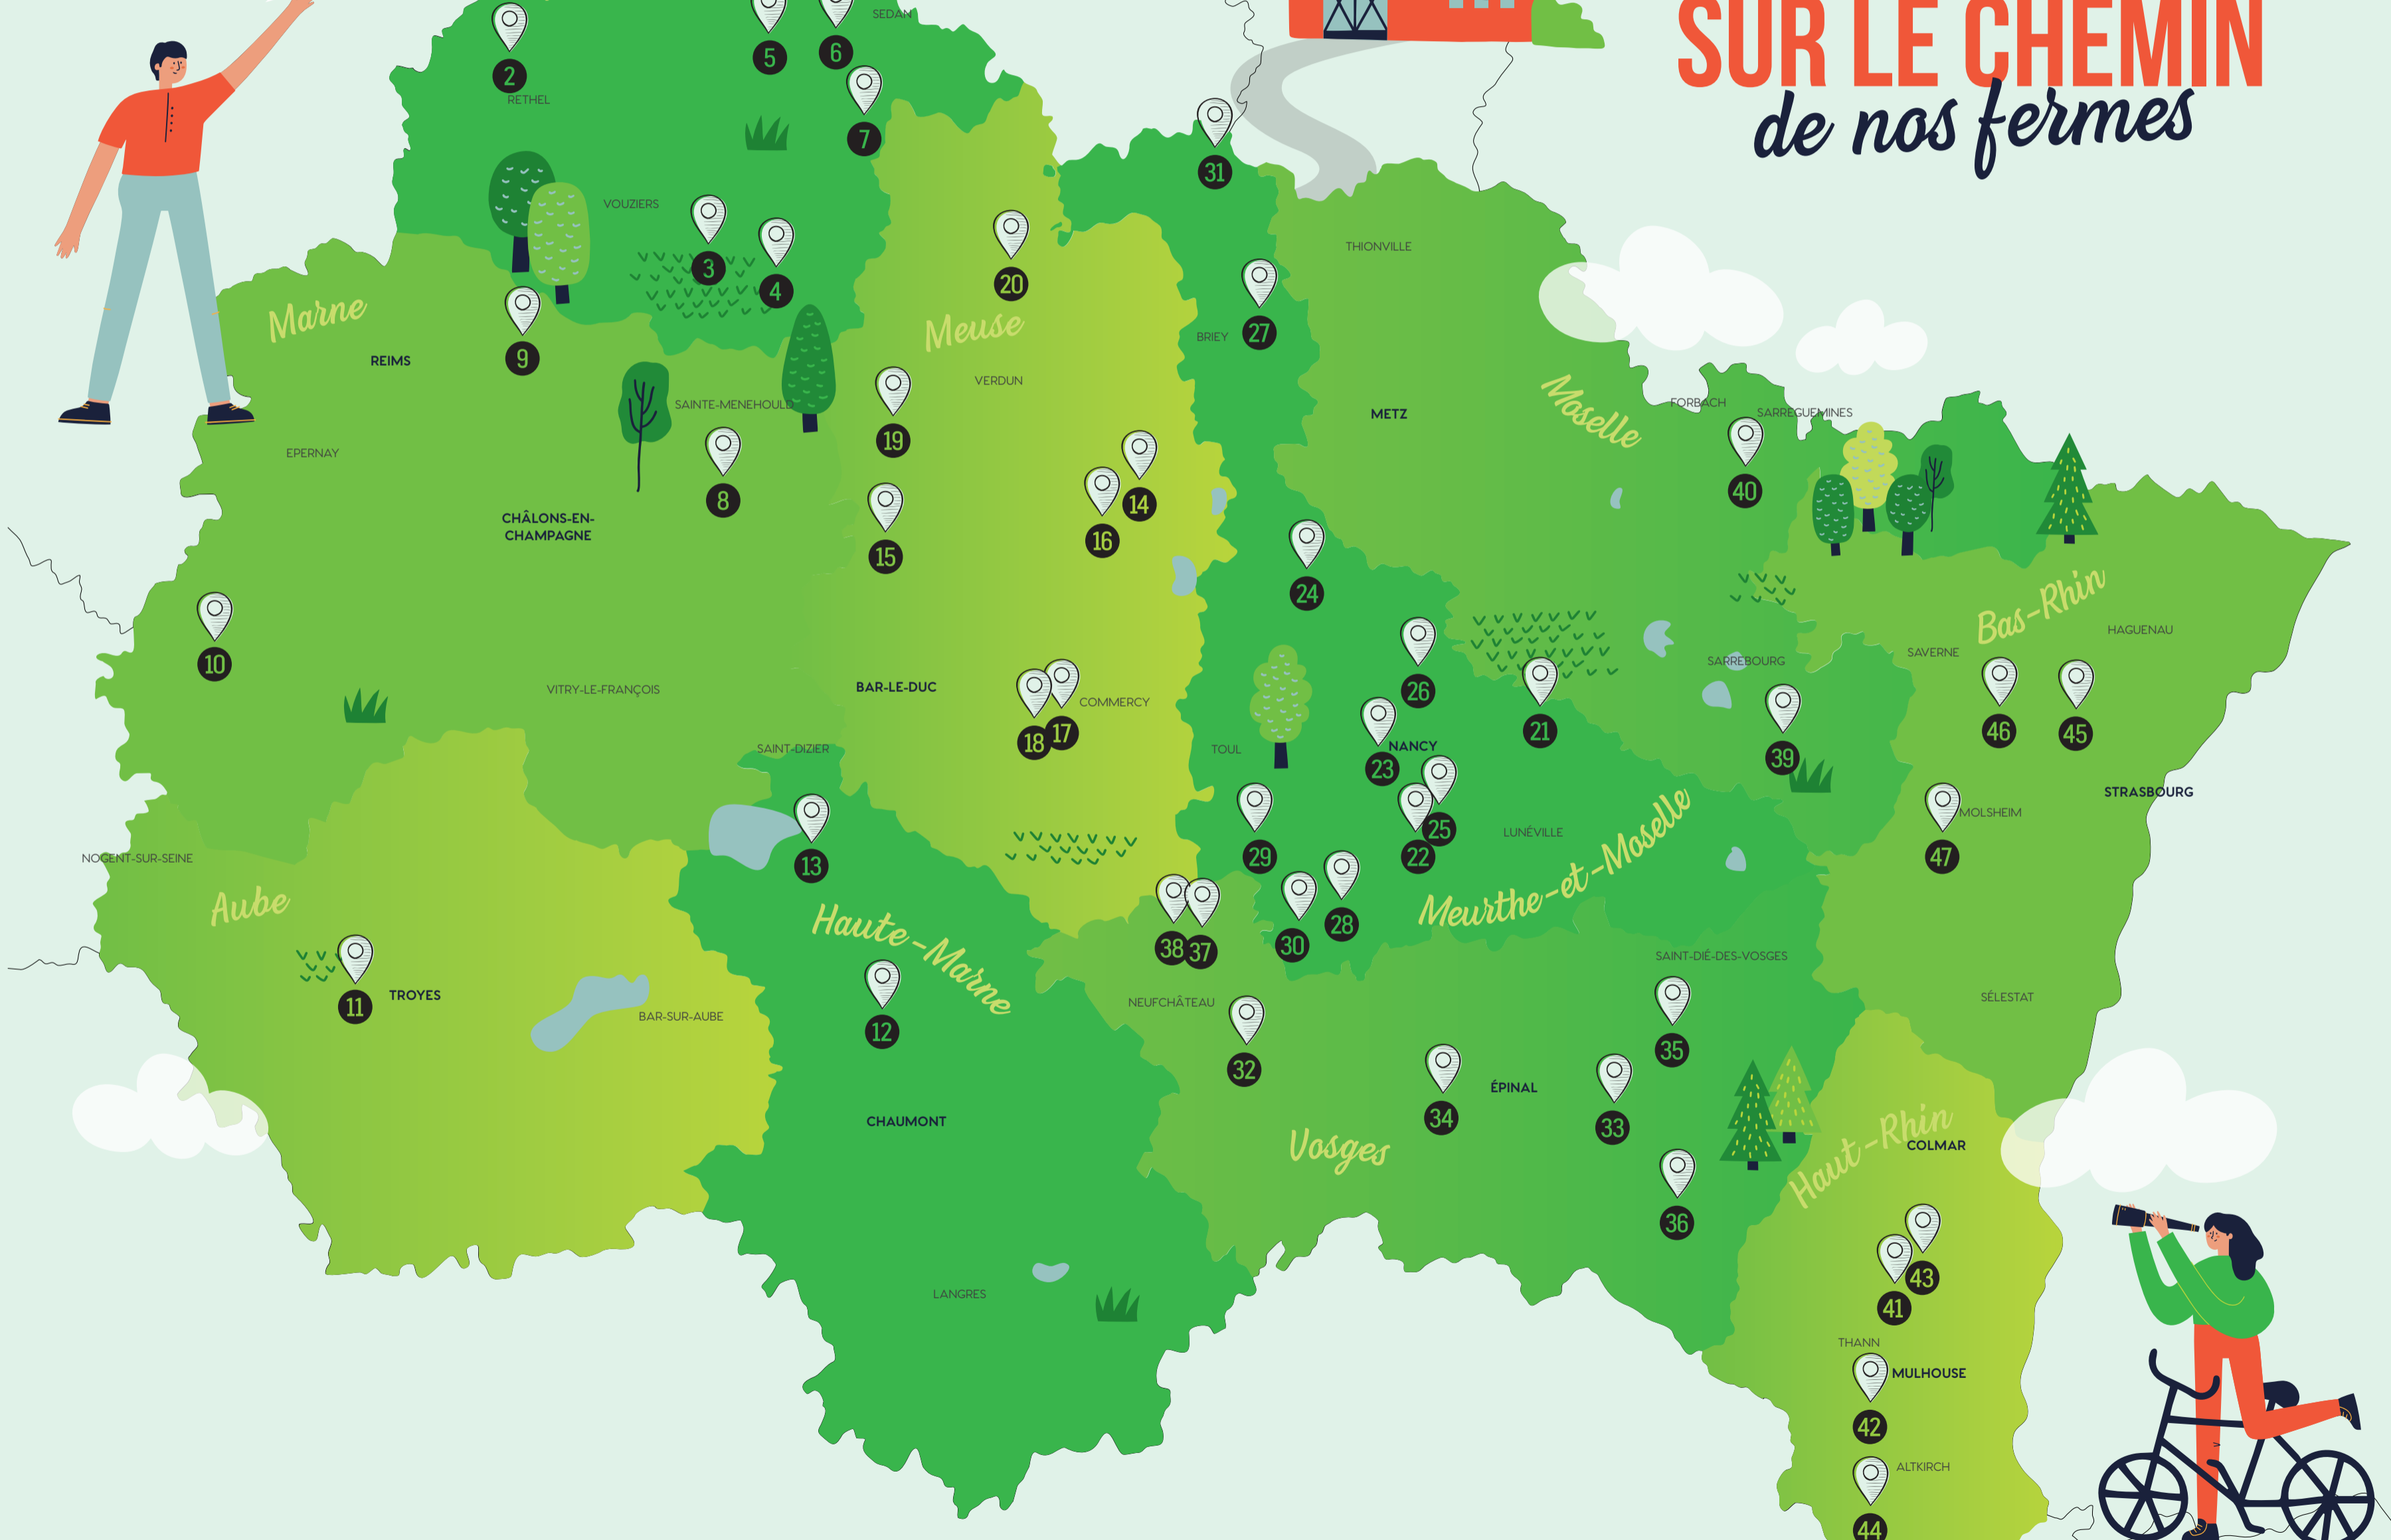 SUR LE CHEMIN
de nos fermes
SEDAN
2
5
6
RETHEL
7
31
VOUZIERS
3
4
20
THIONVILLE
Marne
Meuse
BRIEY
27
REIMS
9
VERDUN
METZ
Moselle
SAINTE-MENEHOULD
FORBACH
SARREGUEMINES
EPERNAY
19
8
16
14
40
CHÂLONS-EN-
CHAMPAGNE
15
24
Bas-Rhin
HAGUENAU
10
SAVERNE
SARREBOURG
VITRY-LE-FRANÇOIS
BAR-LE-DUC
COMMERCY
18
17
26
21
46
45
SAINT-DIZIER
TOUL
NANCY
23
39
STRASBOURG
MOLSHEIM
13
29
25
22
LUNÉVILLE
47
Meurthe-et-Moselle
NOGENT-SUR-SEINE
Aube
Haute-Marne
38
37
30
28
SAINT-DIÉ-DES-VOSGES
11
TROYES
BAR-SUR-AUBE
12
NEUFCHÂTEAU
SÉLESTAT
32
35
CHAUMONT
34
ÉPINAL
33
Vosges
Haut-Rhin
COLMAR
36
LANGRES
43
41
THANN
MULHOUSE
42
ALTKIRCH
44